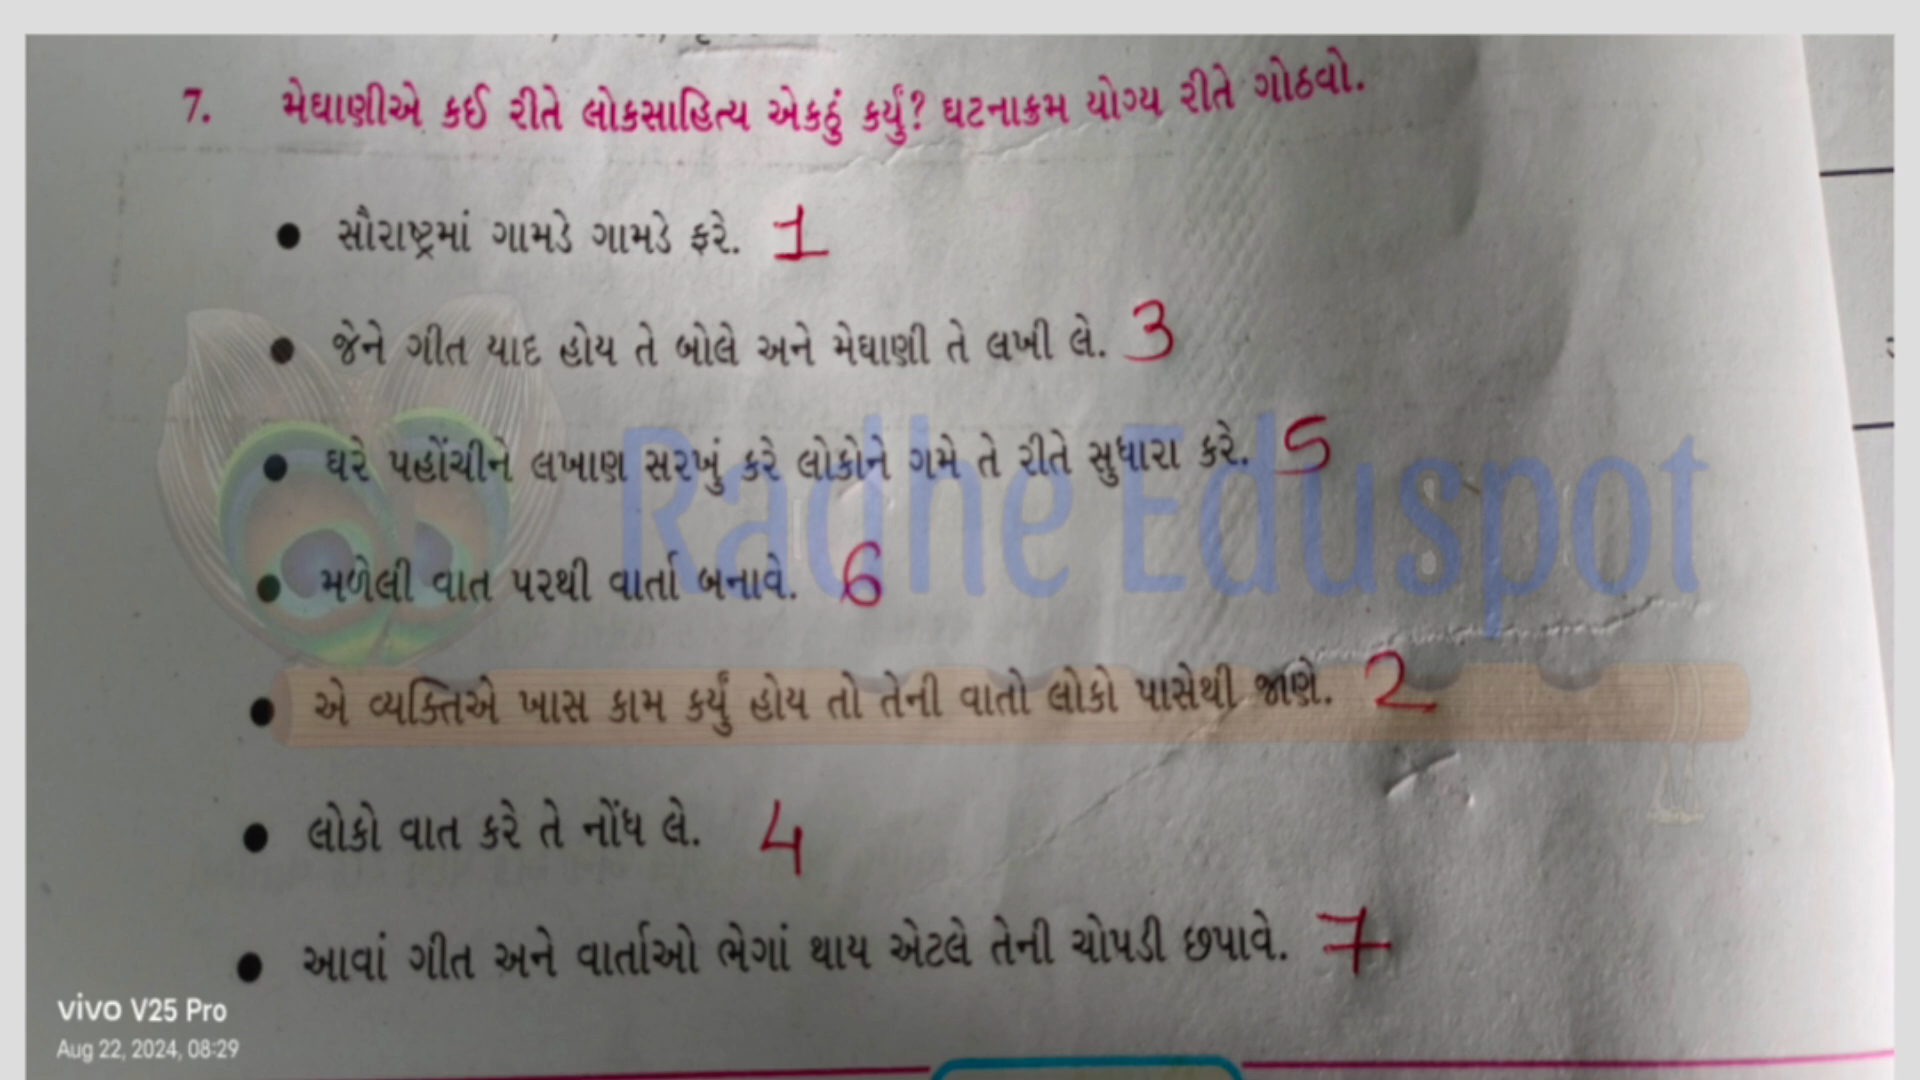 7. મેઘાણીએ કઈ રીતે લોકસાહિત્ય એકઠું કર્યું? ઘટનાક્રમ યોગ્ય રીતે ગોઠવો.
● સૌરાષ્ટ્રમાં ગામડે ગામડે ફરે. 1
● જેને ગીત યાદ હોય તે બોલે અને મેઘાણી તે લખી લે. 3
● ઘરે પહોંચીને લખાણ સરખું કરે લોકોને ગમે તે રીતે સુધારા કરે. 5
Radhe Eduspot
● મળેલી વાત પરથી વાર્તા બનાવે. 6
● એ વ્યક્તિએ ખાસ કામ કર્યું હોય તો તેની વાતો લોકો પાસેથી જાણે. 2
● લોકો વાત કરે તે નોંધ લે. 4
● આવાં ગીત અને વાર્તાઓ ભેગાં થાય એટલે તેની ચોપડી છપાવે. 7
vivo V25 Pro
Aug 22, 2024, 08:29